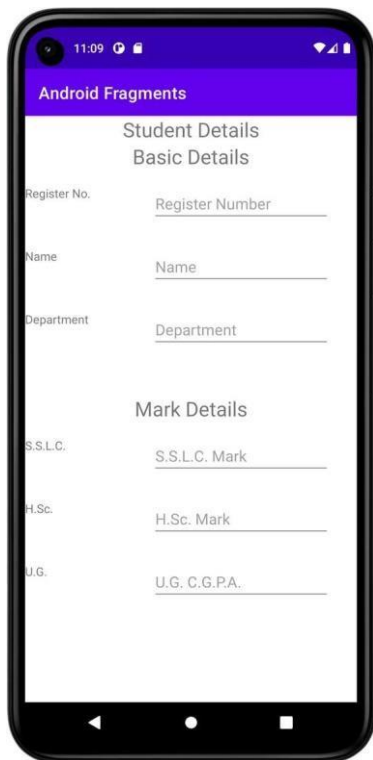 11:09
Android Fragments
Student Details
Basic Details
Register No.
Register Number
Name
Name
Department
Department
Mark Details
S.S.L.C.
S.S.L.C. Mark
H.Sc.
H.Sc. Mark
U.G.
U.G. C.G.P.A.